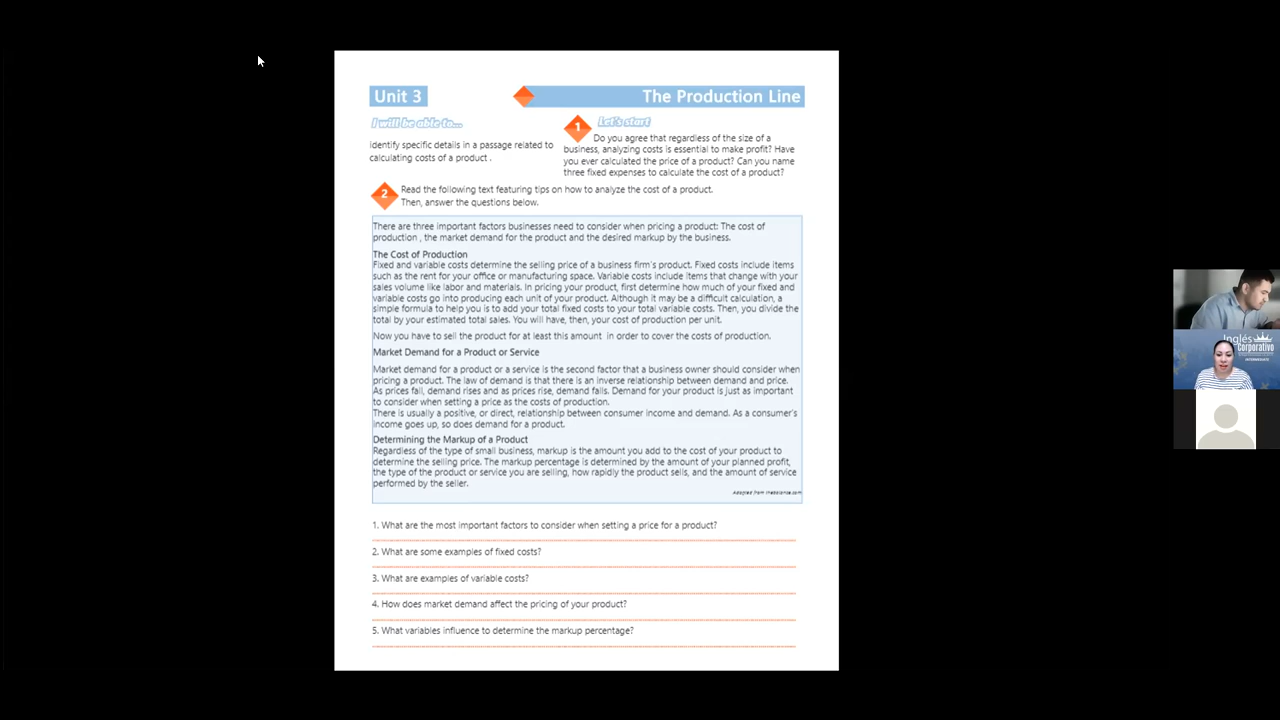 Unit 3
The Production Line
I will be able to...
identify specific details in a passage related to
calculating costs of a product .
1
Let's start
Do you agree that regardless of the size of a
business, analyzing costs is essential to make profit? Have
you ever calculated the price of a product? Can you name
three fixed expenses to calculate the cost of a product?
2
Read the following text featuring tips on how to analyze the cost of a product.
Then, answer the questions below.
There are three important factors businesses need to consider when pricing a product: The cost of
production , the market demand for the product and the desired markup by the business.
The Cost of Production
Fixed and variable costs determine the selling price of a business firm's product. Fixed costs include items
such as the rent for your office or manufacturing space. Variable costs include items that change with your
sales volume like labor and materials. In pricing your product, first determine how much of your fixed and
variable costs go into producing each unit of your product. Although it may be a difficult calculation, a
simple formula to help you is to add your total fixed costs to your total variable costs. Then, you divide the
total by your estimated total sales. You will have, then, your cost of production per unit.
Now you have to sell the product for at least this amount in order to cover the costs of production.
Market Demand for a Product or Service
Market demand for a product or a service is the second factor that a business owner should consider when
pricing a product. The law of demand is that there is an inverse relationship between demand and price.
As prices fall, demand rises and as prices rise, demand falls. Demand for your product is just as important
to consider when setting a price as the costs of production.
There is usually a positive, or direct, relationship between consumer income and demand. As a consumer's
income goes up, so does demand for a product.
Determining the Markup of a Product
Regardless of the type of small business, markup is the amount you add to the cost of your product to
determine the selling price. The markup percentage is determined by the amount of your planned profit,
the type of the product or service you are selling, how rapidly the product sells, and the amount of service
performed by the seller.
Adapted from thebalance.com
1. What are the most important factors to consider when setting a price for a product?
2. What are some examples of fixed costs?
3. What are examples of variable costs?
4. How does market demand affect the pricing of your product?
5. What variables influence to determine the markup percentage?
Inglés
Corporativo
INTERMEDIATE